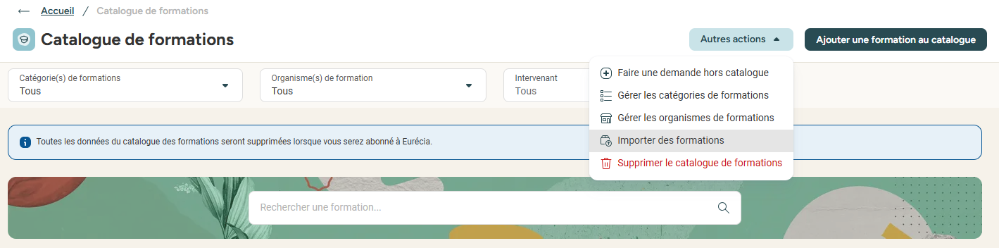 ← Accueil / Catalogue de formations
Catalogue de formations
Autres actions
Ajouter une formation au catalogue
Catégorie(s) de formations
Tous
Organisme(s) de formation
Tous
Intervenant
Tous
Faire une demande hors catalogue
Gérer les catégories de formations
Gérer les organismes de formations
Importer des formations
Supprimer le catalogue de formations
Toutes les données du catalogue des formations seront supprimées lorsque vous serez abonné à Eurécia.
Rechercher une formation...